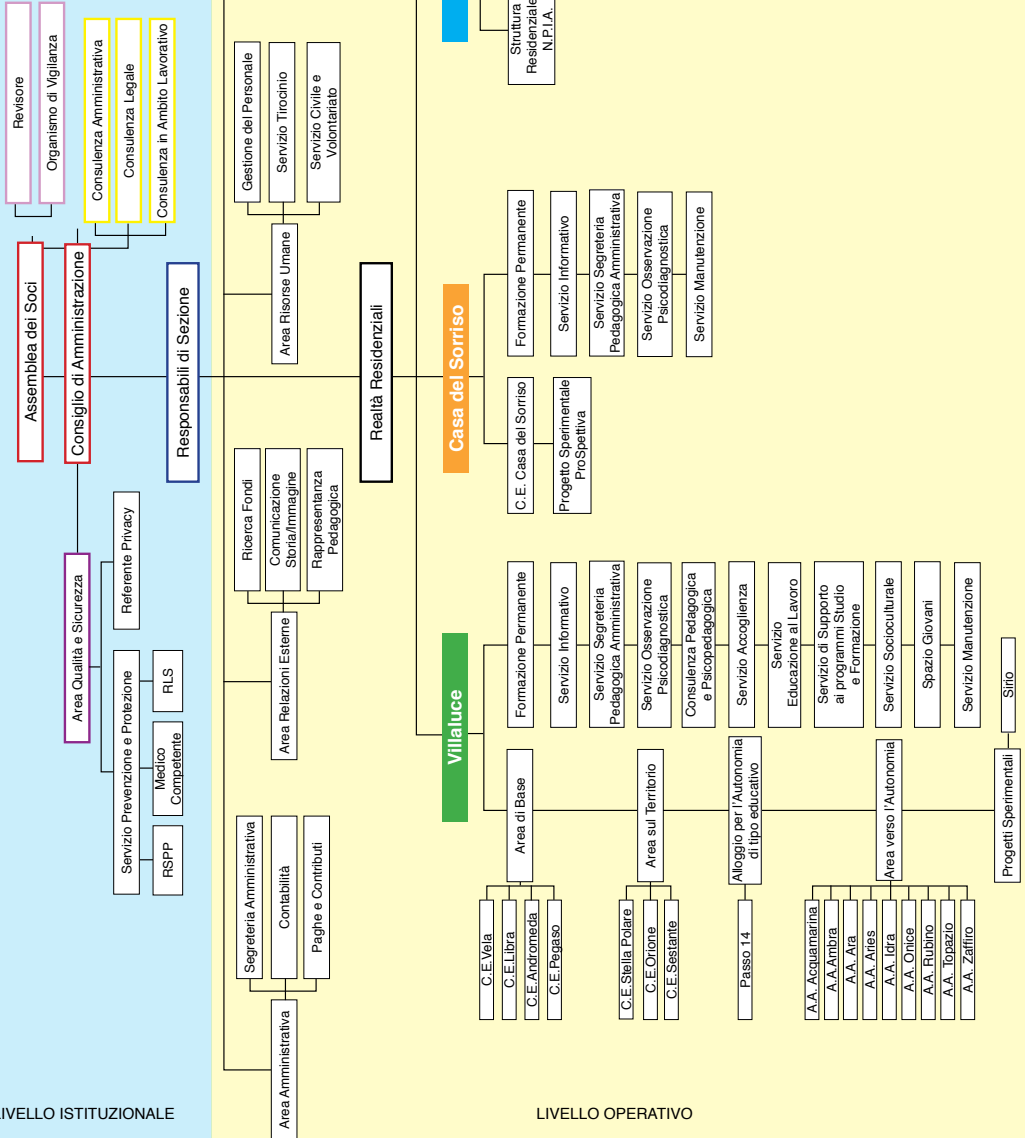 LIVELLO ISTITUZIONALE
Assemblea dei Soci
Revisore
Organismo di Vigilanza
Consiglio di Amministrazione
Consulenza Amministrativa
Consulenza Legale
Consulenza in Ambito Lavorativo
Area Qualità e Sicurezza
Servizio Prevenzione e Protezione
Referente Privacy
RSPP
Medico
Competente
RLS
Responsabili di Sezione
LIVELLO OPERATIVO
Area Amministrativa
Segreteria Amministrativa
Contabilità
Paghe e Contributi
Area Relazioni Esterne
Ricerca Fondi
Comunicazione
Storia/Immagine
Rappresentanza
Pedagogica
Area Risorse Umane
Gestione del Personale
Servizio Tirocinio
Servizio Civile e
Volontariato
Realtà Residenziali
Villaluce
Area di Base
C.E.Vela
C.E.Libra
C.E.Andromeda
C.E.Pegaso
Area sul Territorio
C.E.Stella Polare
C.E.Orione
C.E.Sestante
Alloggio per l'Autonomia
di tipo educativo
Passo 14
Area verso l'Autonomia
A.A. Acquamarina
A.A.Ambra
A.A. Ara
A.A. Aries
A.A. Idra
A.A. Onice
A.A. Rubino
A.A. Topazio
A.A. Zaffiro
Progetti Sperimentali
Sirio
Formazione Permanente
Servizio Informativo
Servizio Segreteria
Pedagogica Amministrativa
Servizio Osservazione
Psicodiagnostica
Consulenza Pedagogica
e Psicopedagogica
Servizio Accoglienza
Servizio
Educazione al Lavoro
Servizio di Supporto
ai programmi Studio
e Formazione
Servizio Socioculturale
Spazio Giovani
Servizio Manutenzione
Casa del Sorriso
C.E. Casa del Sorriso
Progetto Sperimentale
ProSpettiva
Formazione Permanente
Servizio Informativo
Servizio Segreteria
Pedagogica Amministrativa
Servizio Osservazione
Psicodiagnostica
Servizio Manutenzione
Struttura
Residenziale
N.P.I.A.